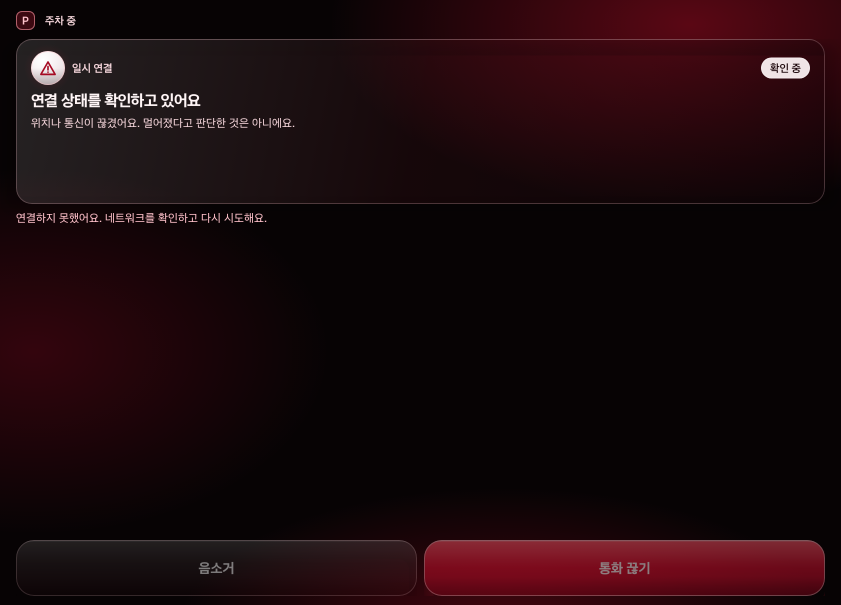 P 주차 중
일시 연결
확인 중
연결 상태를 확인하고 있어요
위치나 통신이 끊겼어요. 멀어졌다고 판단한 것은 아니에요.
연결하지 못했어요. 네트워크를 확인하고 다시 시도해요.
음소거
통화 끊기